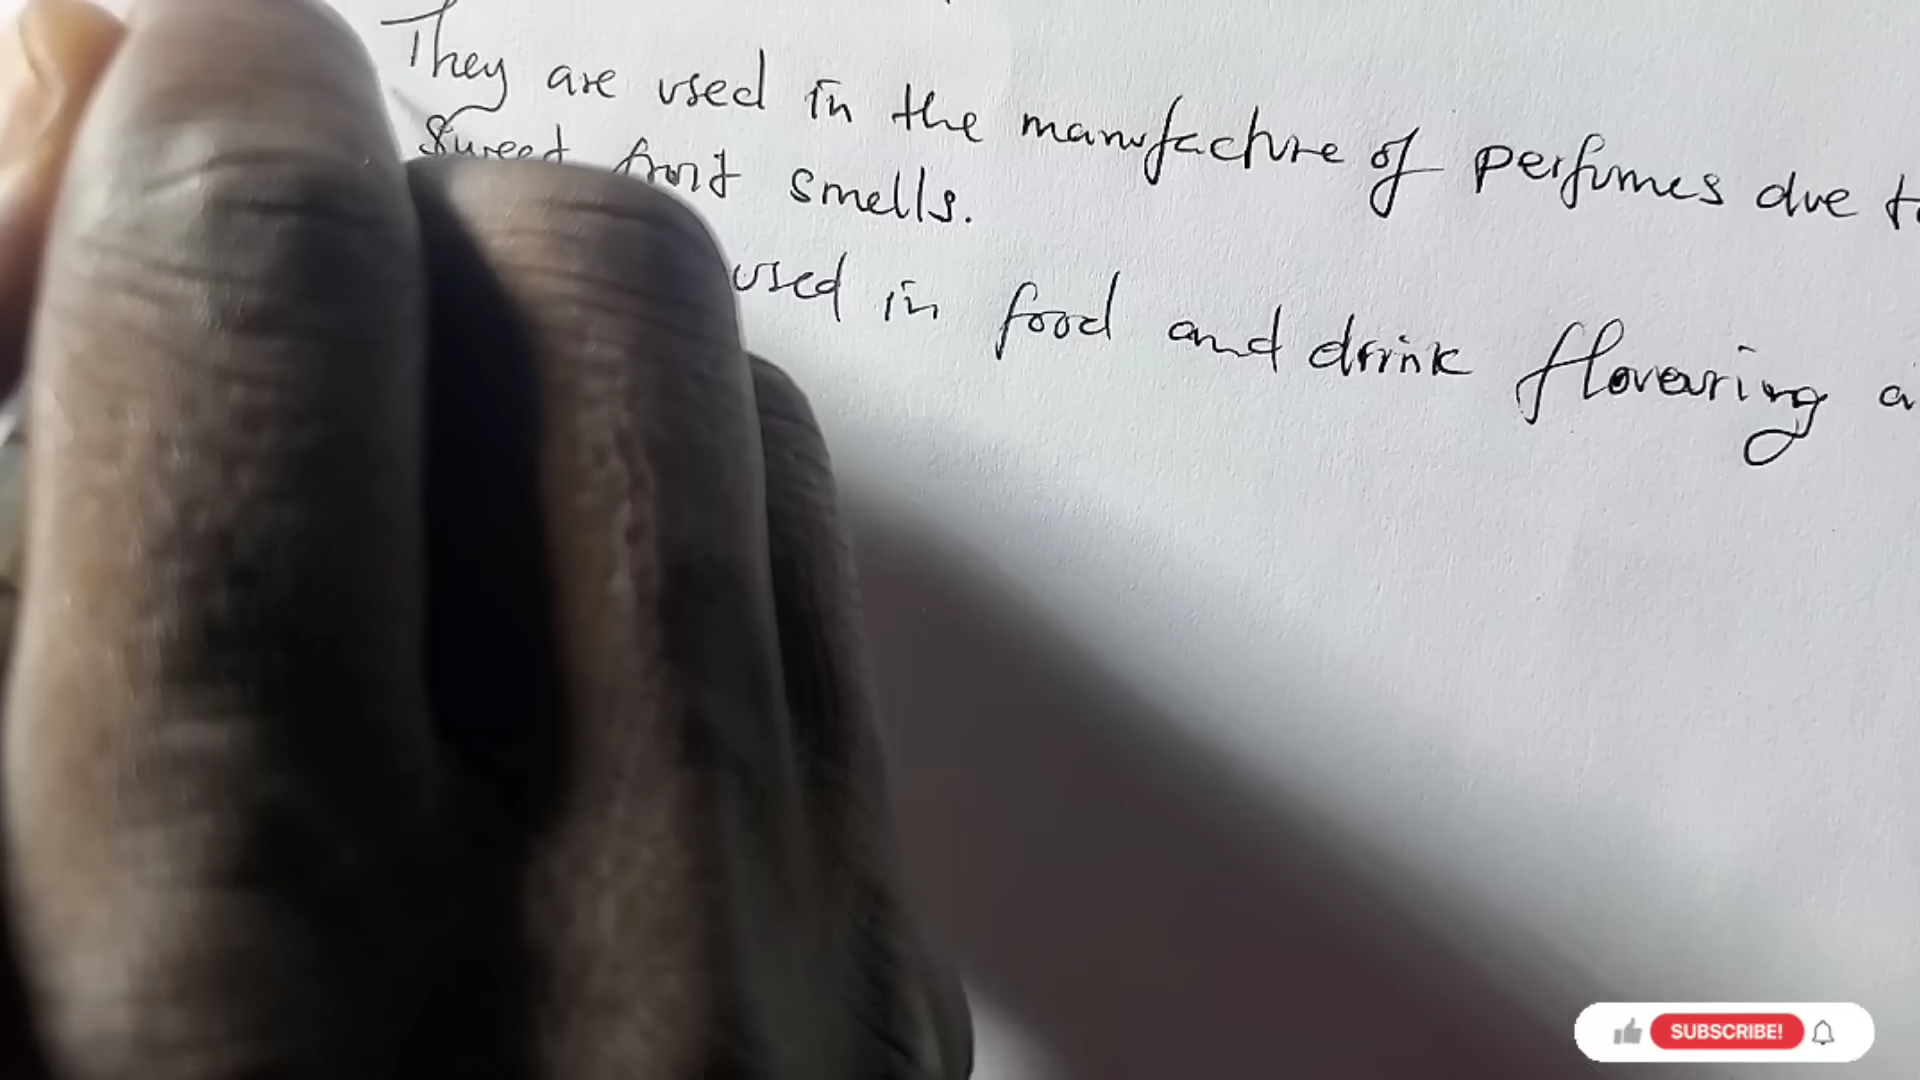 They are used in the manufacture of perfumes due to
Sweet fruit smells.
used in food and drink flovouring a
SUBSCRIBE!